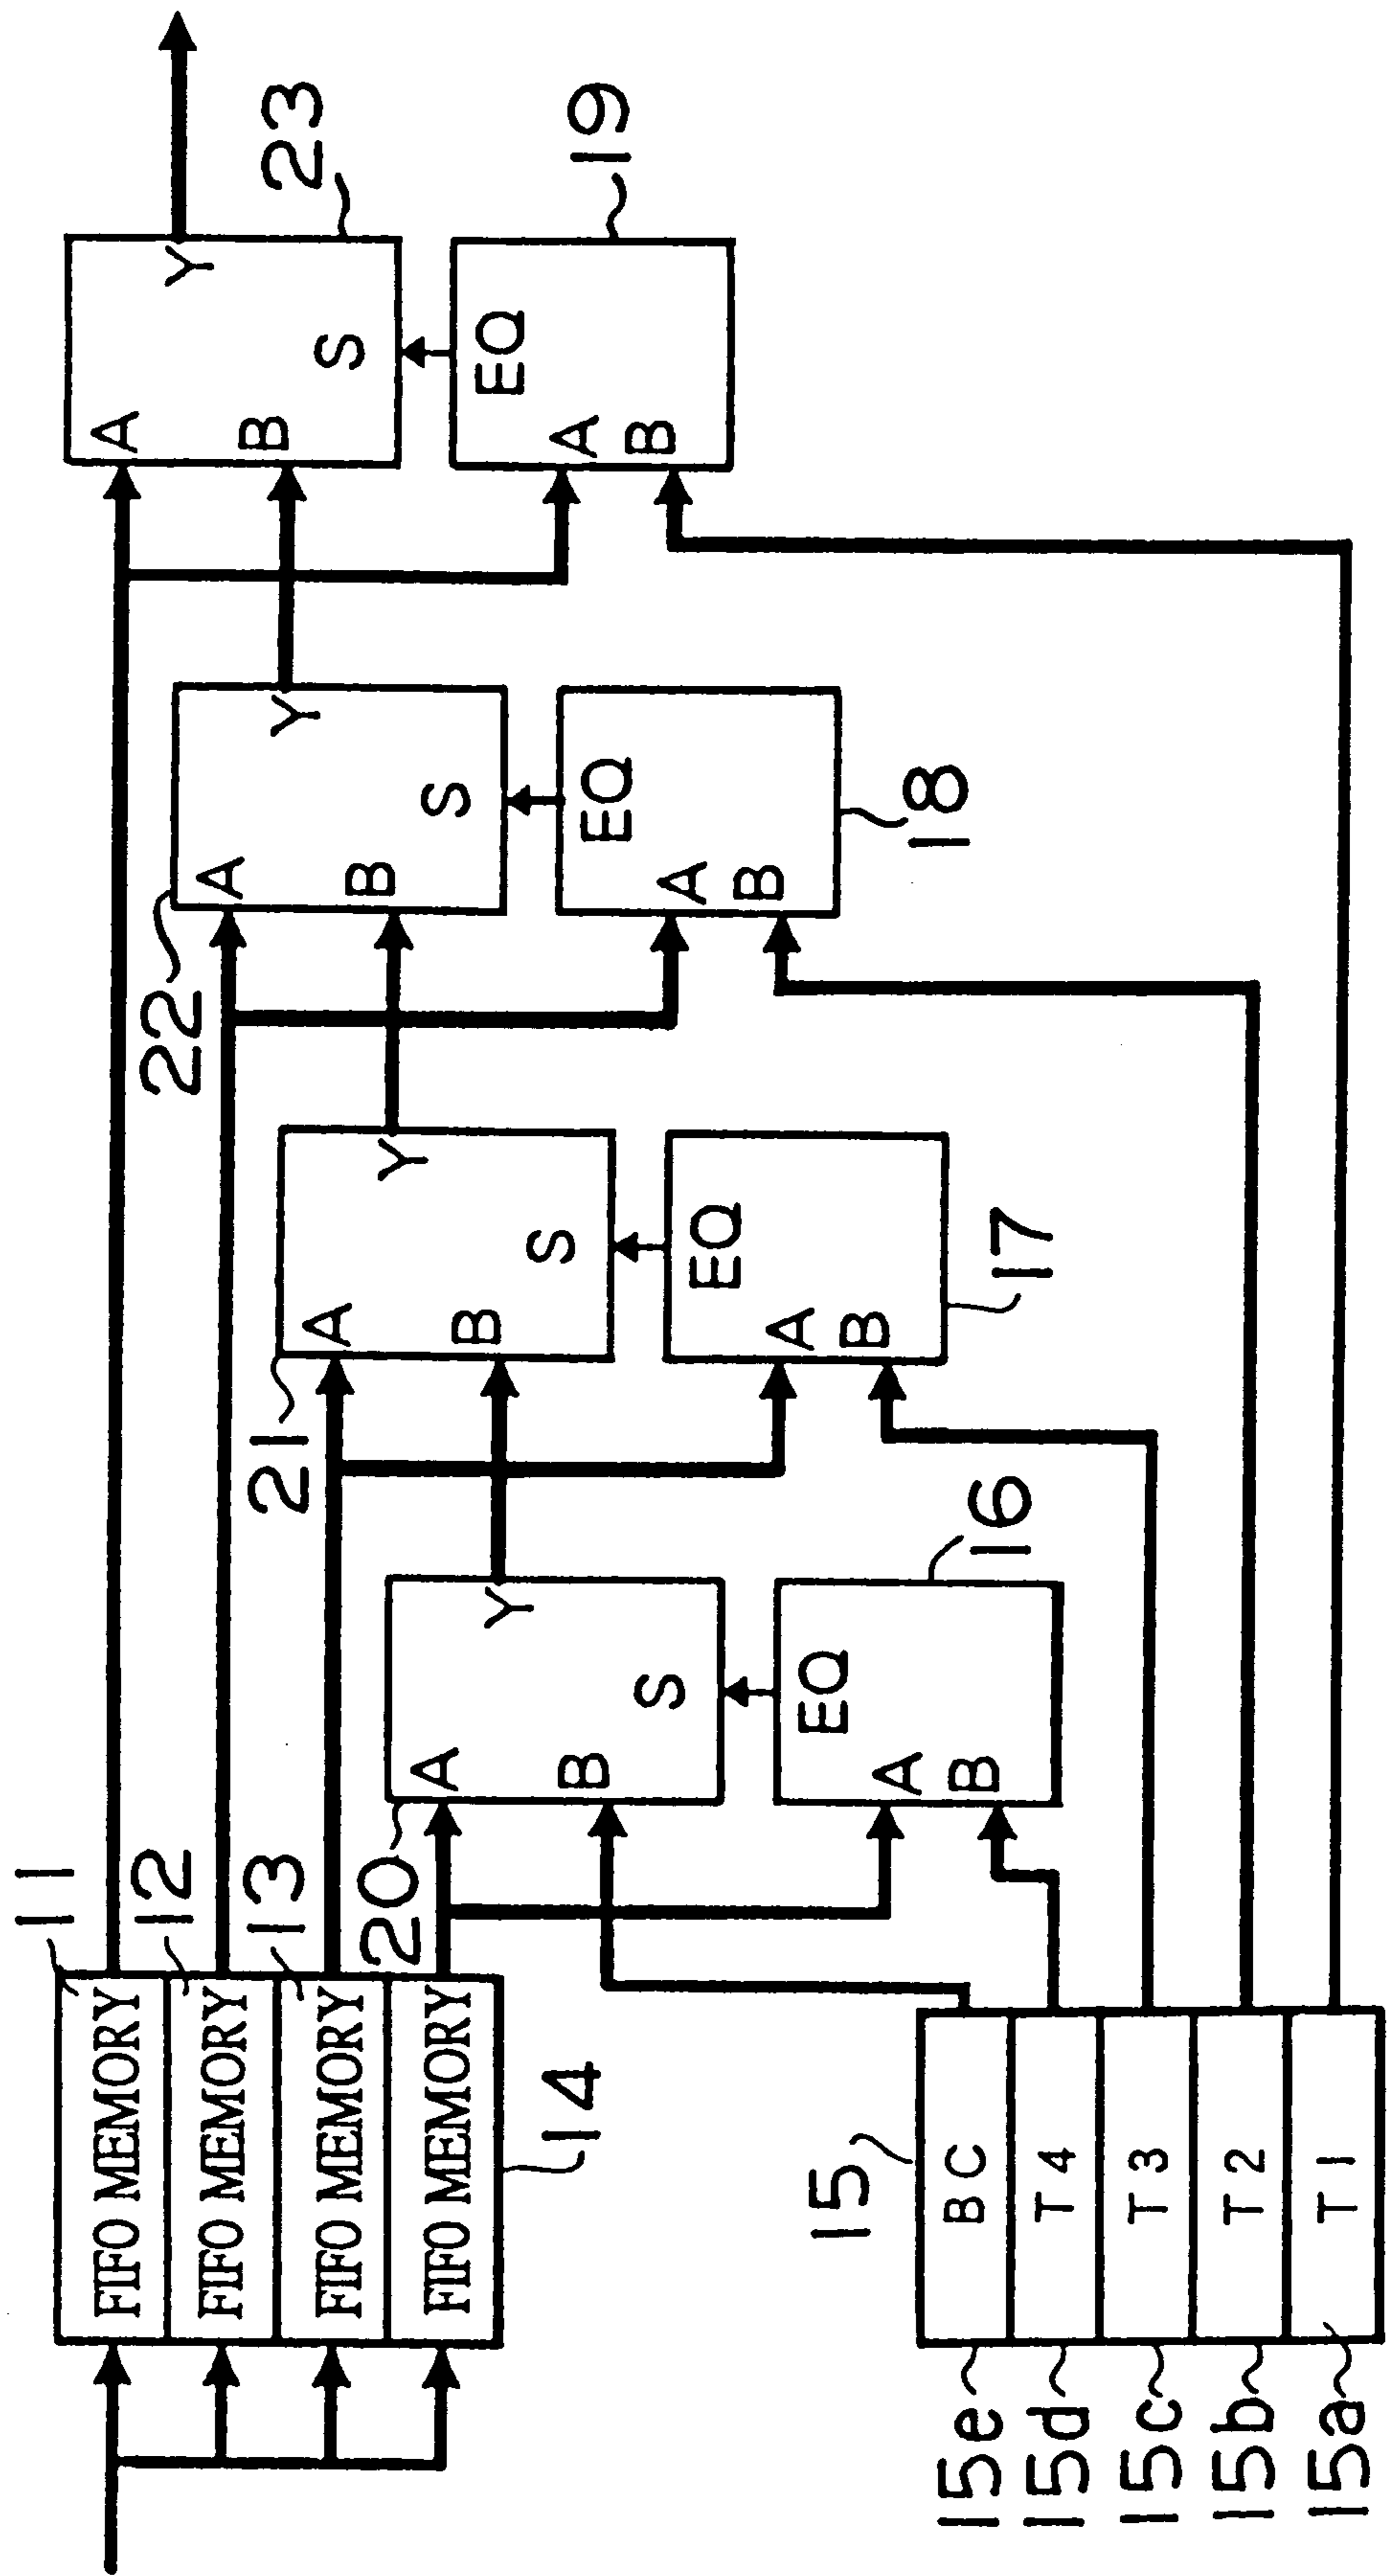 11
FIFO MEMORY
12
FIFO MEMORY
13
FIFO MEMORY
FIFO MEMORY
14
20
A
B
S
Y
16
EQ
A
B
21
A
B
S
Y
17
EQ
A
B
22
A
B
S
Y
18
EQ
A
B
23
A
B
S
Y
19
EQ
A
B
15
15e
BC
15d
T4
15c
T3
15b
T2
15a
T1